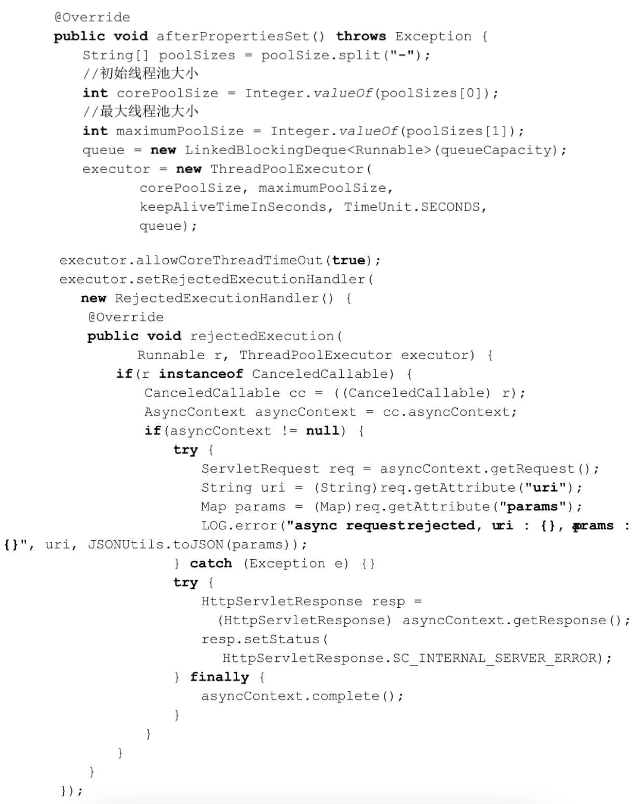 @Override
public void afterPropertiesSet() throws Exception {
String[] poolSizes = poolSize.split("-");
//初始线程池大小
int corePoolSize = Integer.valueOf(poolSizes[0]);
//最大线程池大小
int maximumPoolSize = Integer.valueOf(poolSizes[1]);
queue = new LinkedBlockingDeque<Runnable>(queueCapacity);
executor = new ThreadPoolExecutor(
corePoolSize, maximumPoolSize,
keepAliveTimeInSeconds, TimeUnit.SECONDS,
queue);
executor.allowCoreThreadTimeOut(true);
executor.setRejectedExecutionHandler(
new RejectedExecutionHandler() {
@Override
public void rejectedExecution(
Runnable r, ThreadPoolExecutor executor) {
if(r instanceof CanceledCallable) {
CanceledCallable cc = ((CanceledCallable) r);
AsyncContext asyncContext = cc.asyncContext;
if(asyncContext != null) {
try {
ServletRequest req = asyncContext.getRequest();
String uri = (String)req.getAttribute("uri");
Map params = (Map)req.getAttribute("params");
LOG.error("async requestrejected, uri : {}, params :
{}", uri, JSONUtils.toJSON(params));
} catch (Exception e) {}
try {
HttpServletResponse resp =
(HttpServletResponse) asyncContext.getResponse();
resp.setStatus(
HttpServletResponse.SC_INTERNAL_SERVER_ERROR);
} finally {
asyncContext.complete();
}
}
}
}
});